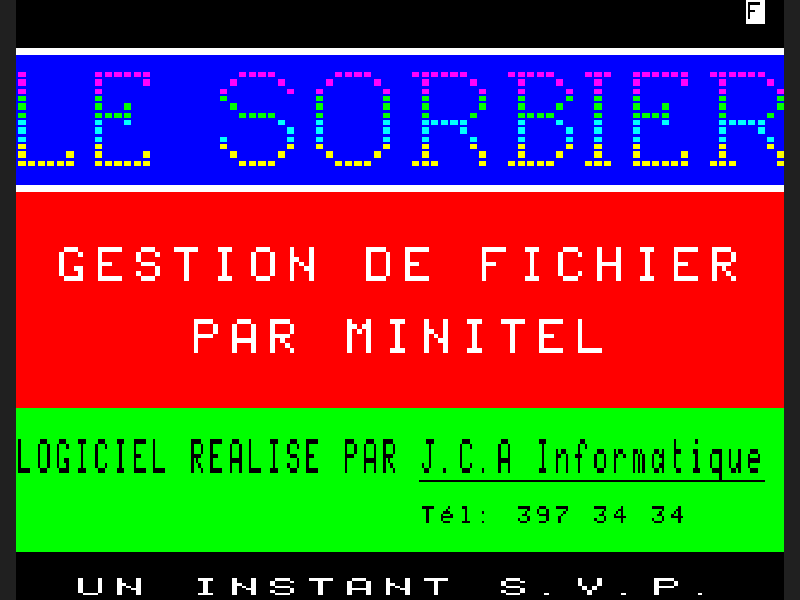 F
LE SORBIER
GESTION DE FICHIER
PAR MINITEL
LOGICIEL REALISE PAR J.C.A Informatique
Tél: 397 34 34
UN INSTANT S.V.P.